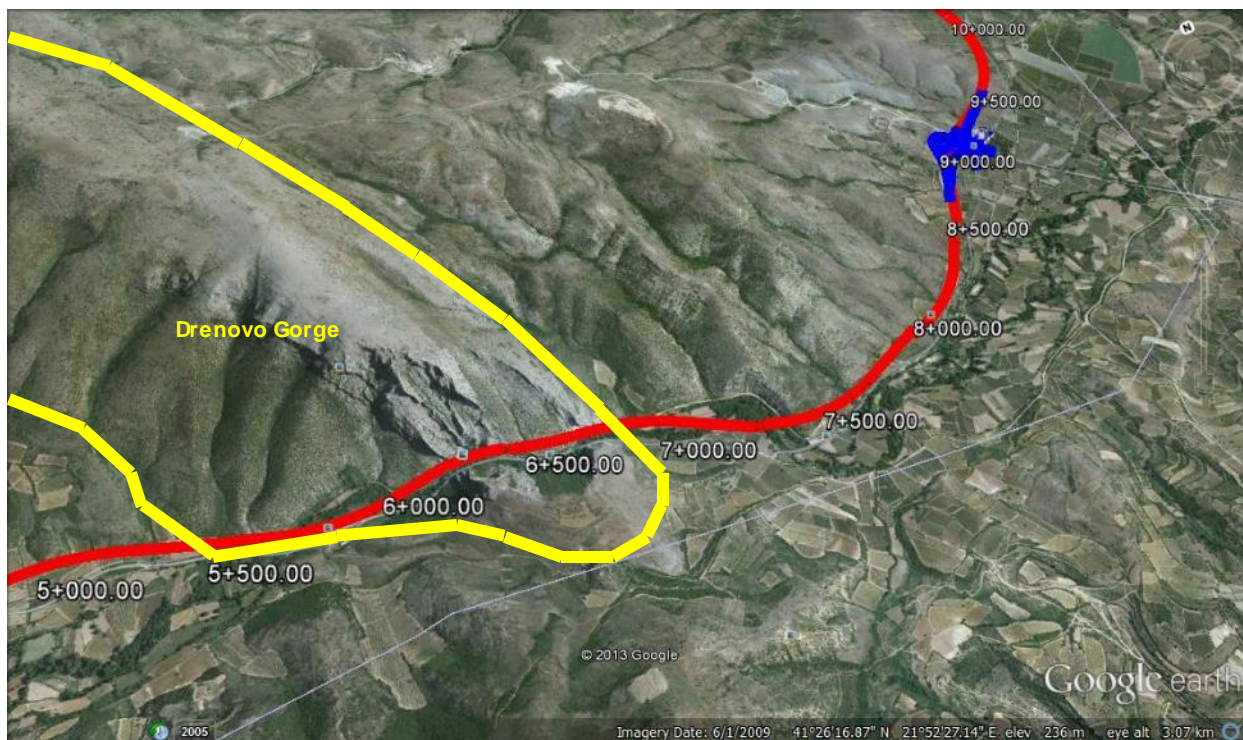 10+000.00
N
9+500.00
9+000.00
8+500.00
Drenovo Gorge
8+000.00
7+500.00
7+000.00
6+500.00
6+000.00
5+500.00
5+000.00
© 2013 Google
Google earth
2005
Imagery Date: 6/1/2009 41°26'16.87" N 21°52'27.14" E elev 236 m eye alt 3.07 km